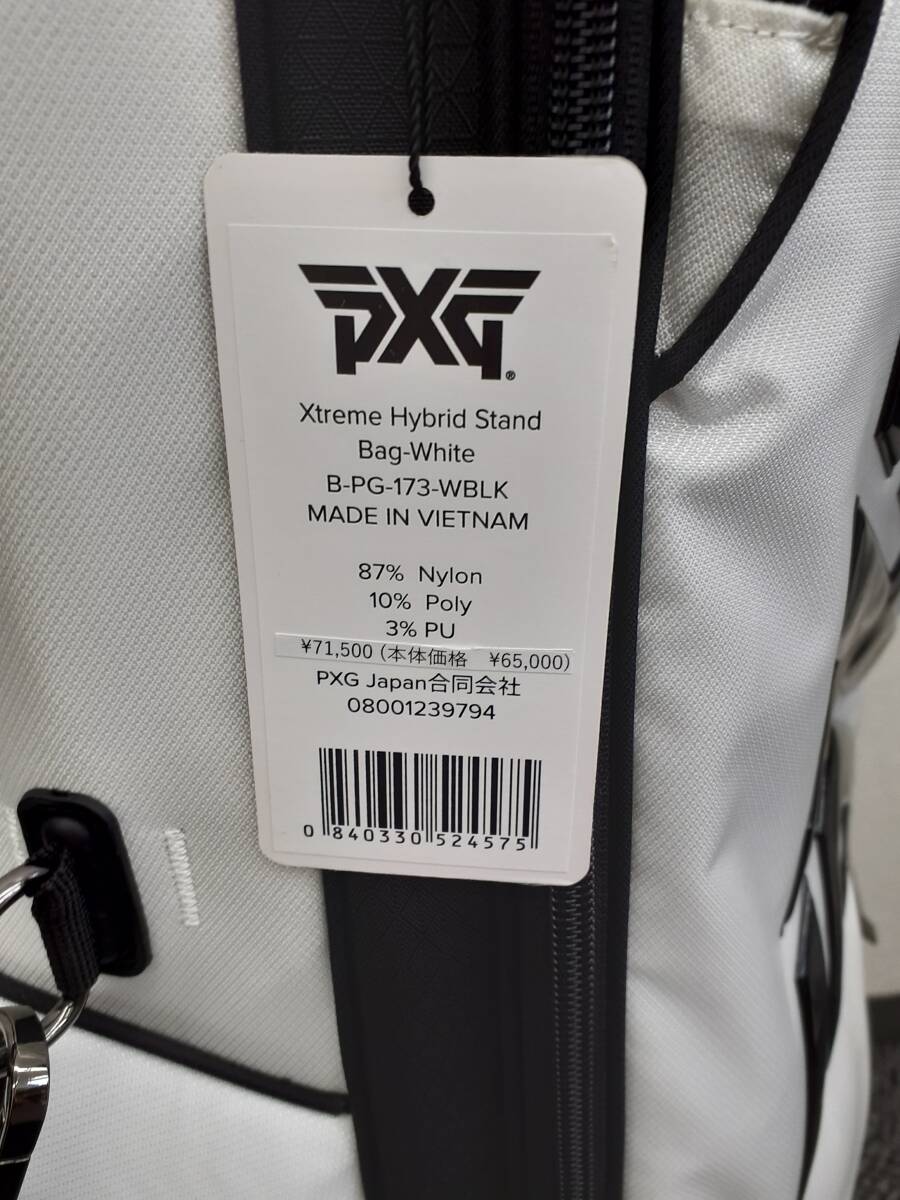 PXG®
Xtreme Hybrid Stand
Bag-White
B-PG-173-WBLK
MADE IN VIETNAM
87% Nylon
10% Poly
3% PU
¥71,500 (本体価格 ¥65,000)
PXG Japan合同会社
08001239794
0 840330 524575